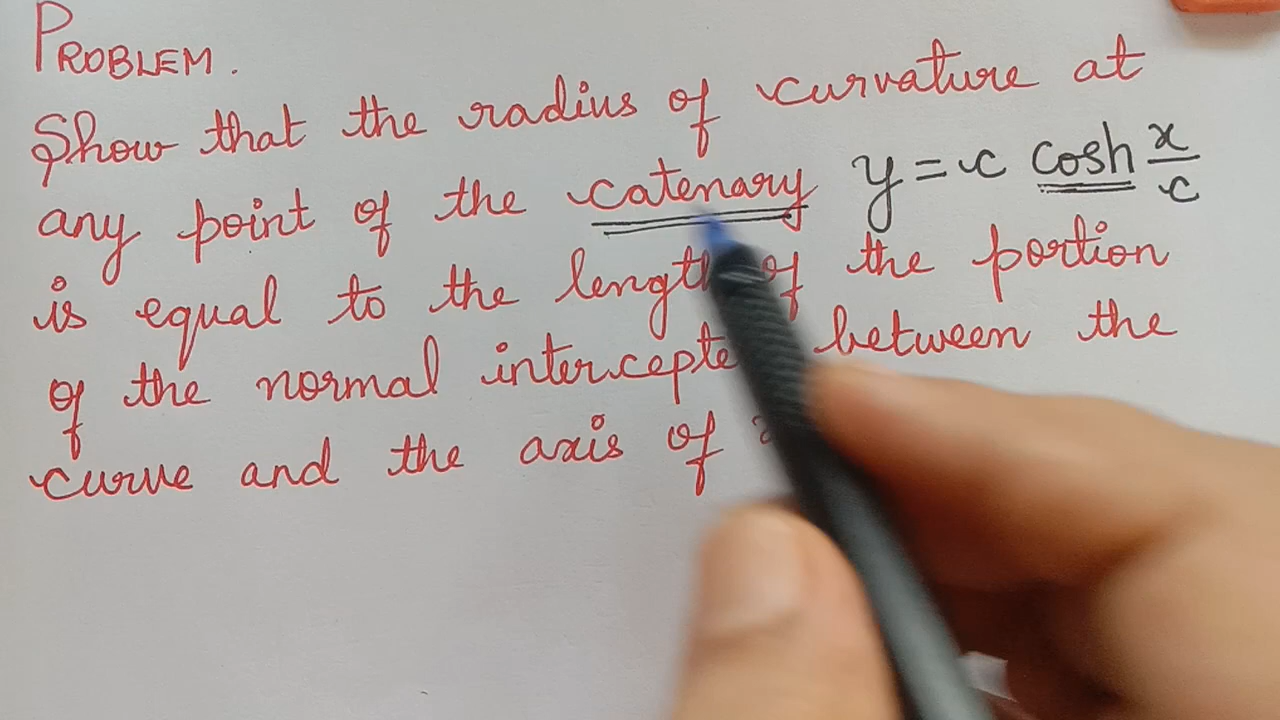 PROBLEM.
Show that the radius of curvature at
any point of the catenary y = c cosh x/c
is equal to the length of the portion
of the normal intercepte between the
curve and the axis of